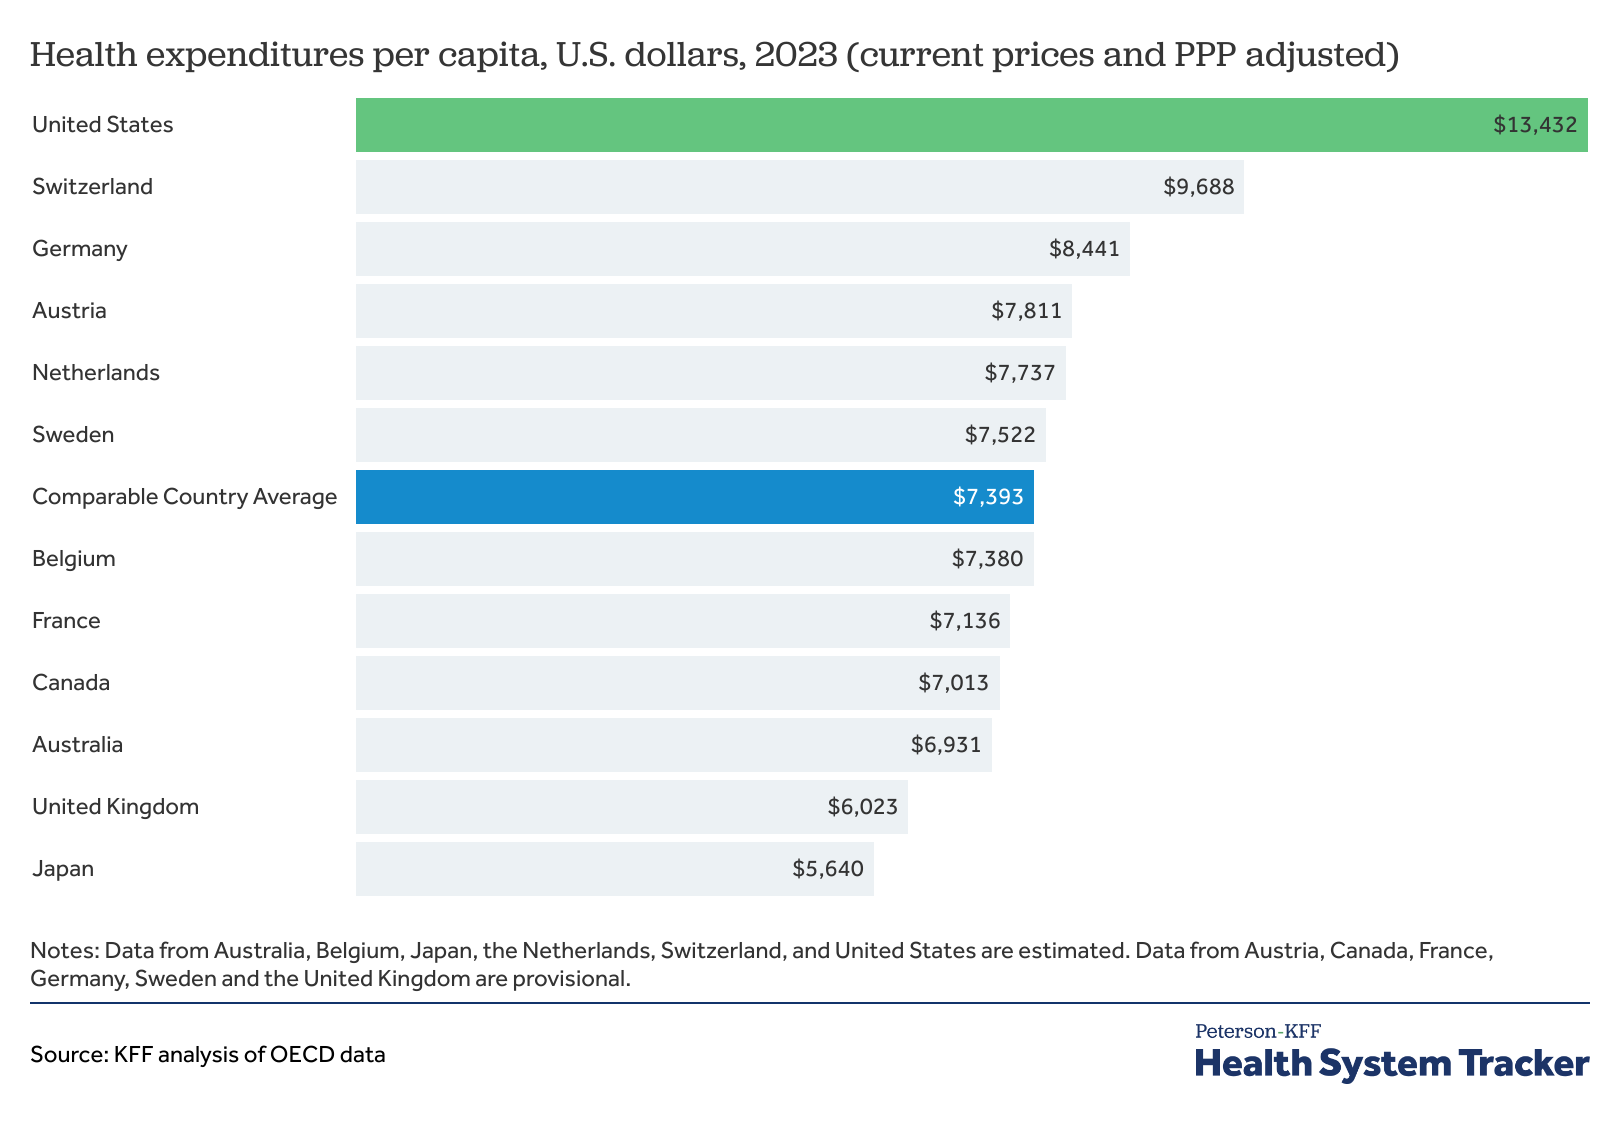 Health expenditures per capita, U.S. dollars, 2023 (current prices and PPP adjusted)
United States $13,432
Switzerland $9,688
Germany $8,441
Austria $7,811
Netherlands $7,737
Sweden $7,522
Comparable Country Average $7,393
Belgium $7,380
France $7,136
Canada $7,013
Australia $6,931
United Kingdom $6,023
Japan $5,640
Notes: Data from Australia, Belgium, Japan, the Netherlands, Switzerland, and United States are estimated. Data from Austria, Canada, France,
Germany, Sweden and the United Kingdom are provisional.
Source: KFF analysis of OECD data
Peterson-KFF
Health System Tracker